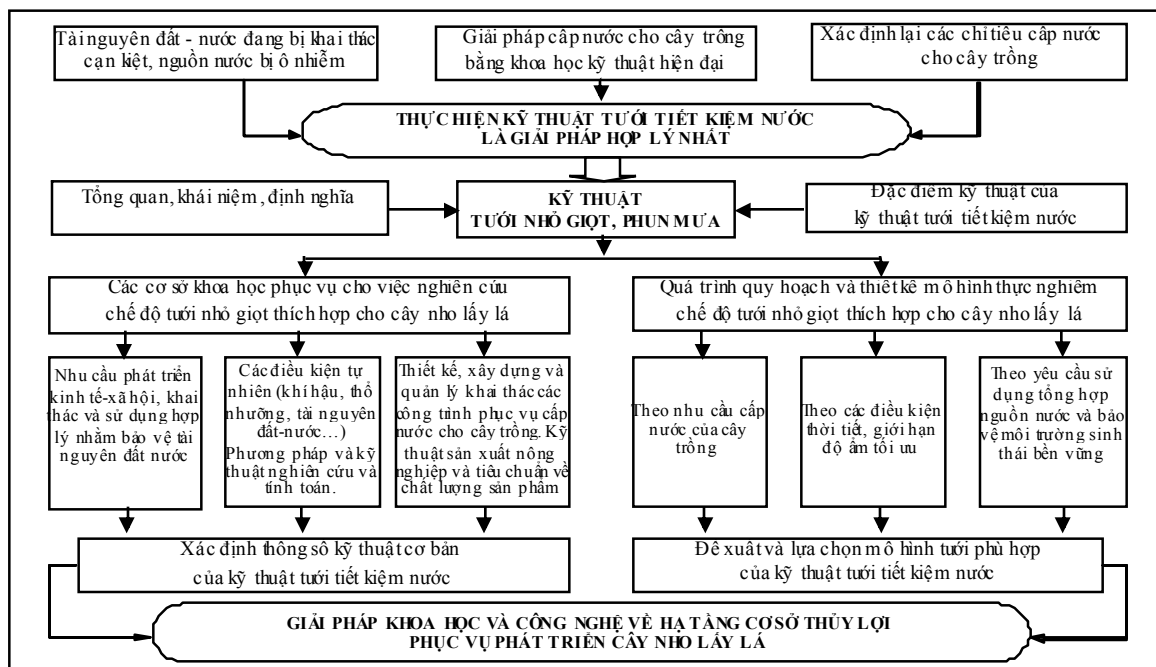 Tài nguyên đất - nước đang bị khai thác
cạn kiệt, nguồn nước bị ô nhiễm
Giải pháp câp nước cho cây trông
bằng khoa học kỹ thuật hiện đại
Xác định lại các chỉ tiêu câp nước
cho cây trồng
THỰC HIỆN KỸ THUẬT TƯỚI TIẾT KIỆM NƯỚC
LÀ GIẢI PHÁP HỢP LÝ NHẤT
Tổng quan, khái niệm, định nghĩa
KỸ THUẬT
TƯỚI NHỎ GIỌT, PHUN MƯA
Đặc điểm kỹ thuật của
kỹ thuật tưới tiết kiệm nước
Các cơ sở khoa học phục vụ cho việc nghiên cứu
chế độ tưới nhỏ giọt thích hợp cho cây nho lấy lá
Quá trình quy hoạch và thiết kế mô hình thực nghiêm
chế độ tưới nhỏ giọt thích hợp cho cây nho lấy lá
Nhu cầu phát triển
kinh tế-xã hội, khai
thác và sử dụng hợp
lý nhằm bảo vệ tài
nguyên đất nước
Các điều kiện tự
nhiên (khí hậu, thổ
nhưỡng, tài nguyên
đất-nước...)
Phương pháp và kỹ
thuật nghiên cứu và
tính toán.
Thiết kế, xây dựng và
quản lý khai thác các
công trình phục vụ cấp
nước cho cây trồng. Kỹ
thuật sản xuất nông
nghiệp và tiêu chuẩn về
chất lượng sản phẩm
Theo nhu cầu cấp
nước của cây
trồng
Theo các điều kiện
thời tiết, giới hạn
độ ẩm tối ưu
Theo yêu cầu sử
dụng tổng hợp
nguồn nước và bảo
vệ môi trường sinh
thái bền vững
Xác định thông sô kỹ thuật cơ bản
của kỹ thuật tưới tiết kiệm nước
Đê xuât và lựa chọn mô hình tưới phù hợp
của kỹ thuật tưới tiết kiệm nước
GIẢI PHÁP KHOA HỌC VÀ CÔNG NGHỆ VỀ HẠ TẦNG CƠ SỞ THỦY LỢI
PHỤC VỤ PHÁT TRIỂN CÂY NHO LẤY LÁ